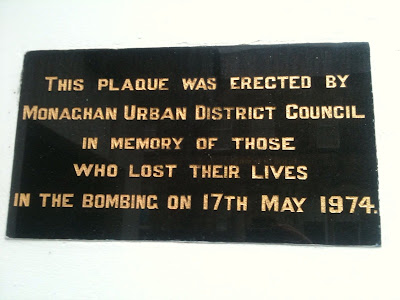 This plaque was erected by
Monaghan Urban District Council
in memory of those
who lost their lives
in the bombing on 17th May 1974.